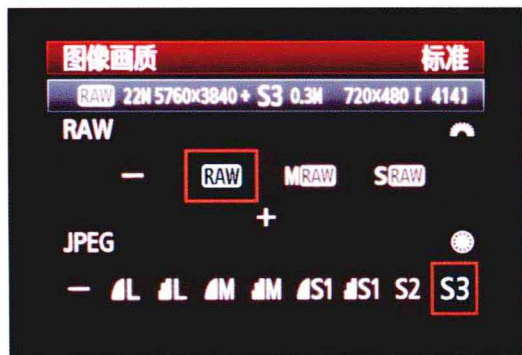 图像画质 标准
RAW 22M 5760X3840 + S3 0.3M 720X480 [ 414]
RAW
— RAW MRAW SRAW
+
JPEG
— L L M M S1 S1 S2 S3